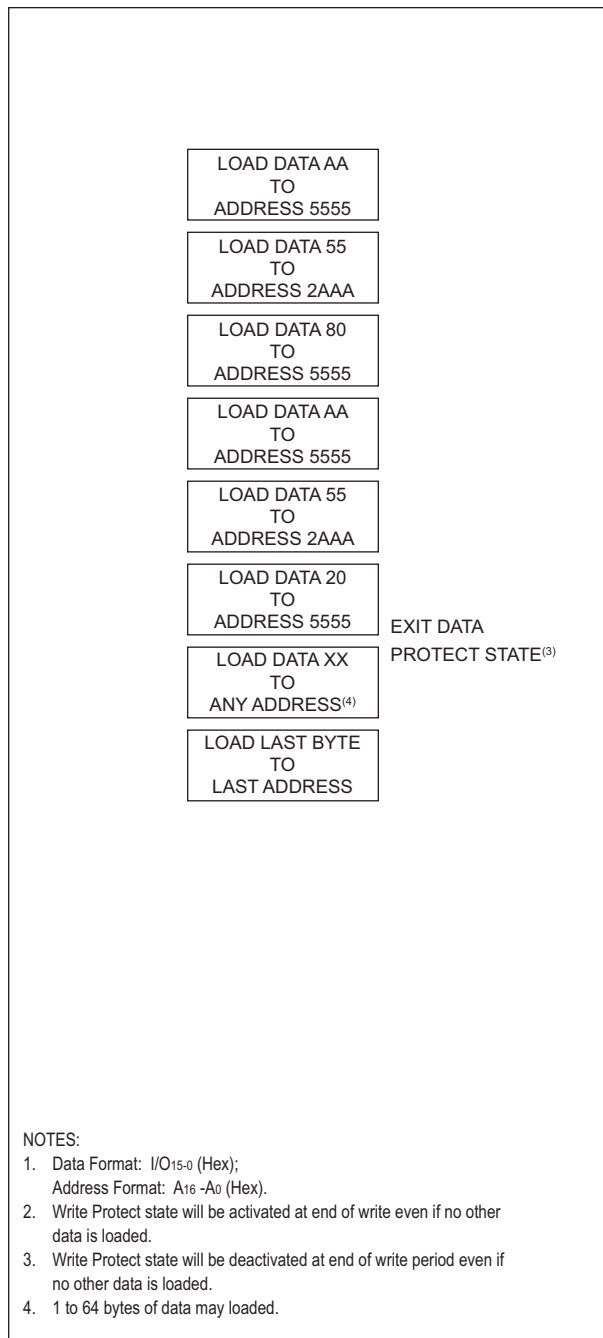 LOAD DATA AA
TO
ADDRESS 5555
LOAD DATA 55
TO
ADDRESS 2AAA
LOAD DATA 80
TO
ADDRESS 5555
LOAD DATA AA
TO
ADDRESS 5555
LOAD DATA 55
TO
ADDRESS 2AAA
LOAD DATA 20
TO
ADDRESS 5555
EXIT DATA
PROTECT STATE(3)
LOAD DATA XX
TO
ANY ADDRESS(4)
LOAD LAST BYTE
TO
LAST ADDRESS
NOTES:
1. Data Format: I/O15-0 (Hex);
Address Format: A16 -A0 (Hex).
2. Write Protect state will be activated at end of write even if no other
data is loaded.
3. Write Protect state will be deactivated at end of write period even if
no other data is loaded.
4. 1 to 64 bytes of data may loaded.